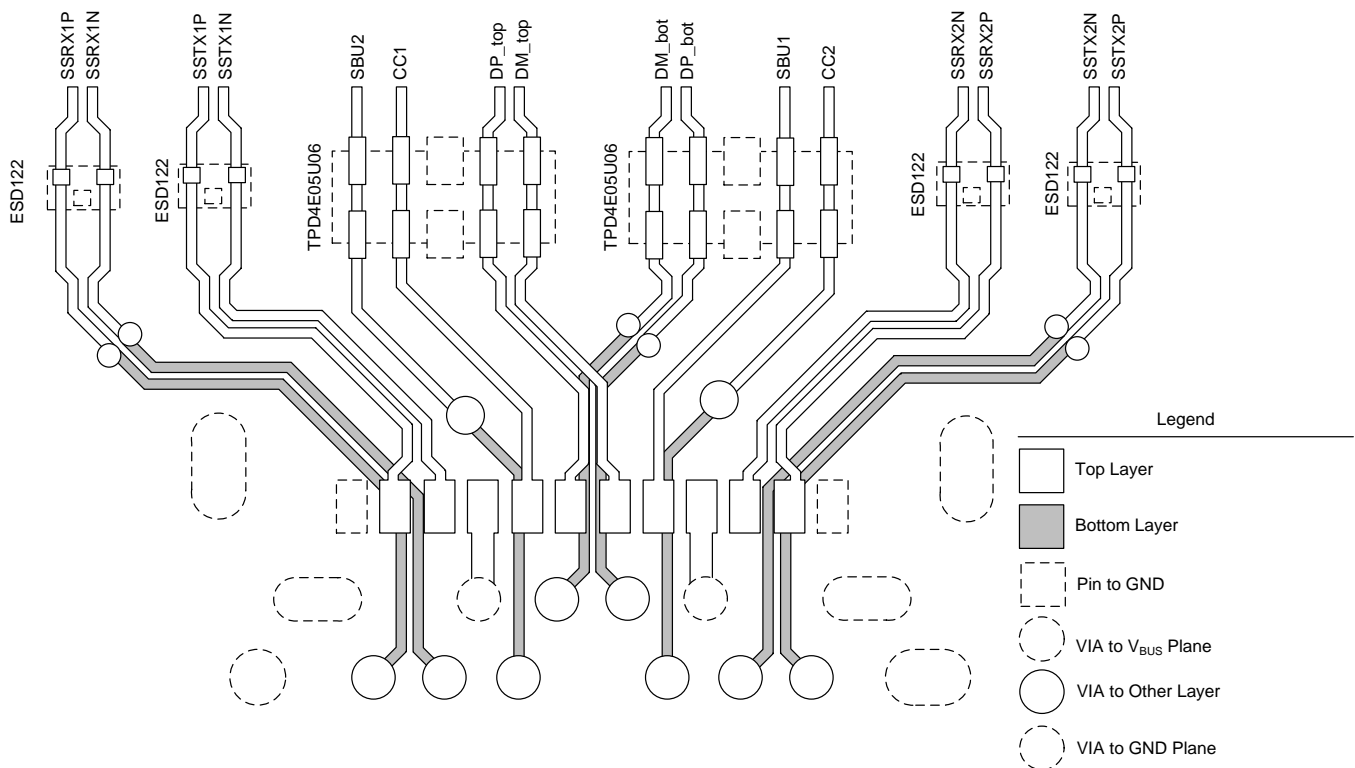 SSRX1P
SSRX1N
SSTX1P
SSTX1N
SBU2
CC1
DP_top
DM_top
DM_bot
DP_bot
SBU1
CC2
SSRX2N
SSRX2P
SSTX2N
SSTX2P
ESD122
ESD122
TPD4E05U06
TPD4E05U06
ESD122
ESD122
Legend
Top Layer
Bottom Layer
Pin to GND
VIA to VBUS Plane
VIA to Other Layer
VIA to GND Plane